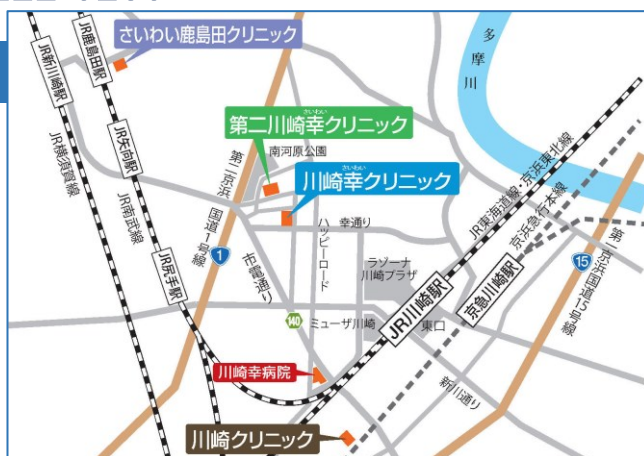 さいわい鹿島田クリニック
JR鹿島田駅
JR新川崎駅
多摩川
さいわい
第二川崎幸クリニック
南河原公園
さいわい
川崎幸クリニック
JR矢向駅
JR横須賀線
JR南武線
第二京浜
国道1号線
1
JR東海道線・京浜東北線
京浜急行本線
幸通り
ハッピーロード
市電通り
ラゾーナ
川崎プラザ
JR尻手駅
京急川崎駅
15
第一京浜
国道15号線
140
ミューザ川崎
JR川崎駅
東口
川崎幸病院
新川通り
川崎クリニック